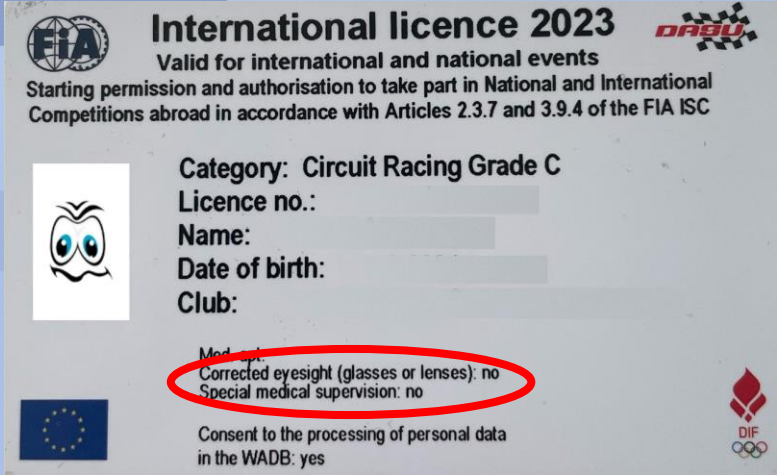 FiA
International licence 2023
DASU
Valid for international and national events
Starting permission and authorisation to take part in National and International
Competitions abroad in accordance with Articles 2.3.7 and 3.9.4 of the FIA ISC
Category: Circuit Racing Grade C
Licence no.:
Name:
Date of birth:
Club:
Med. apt:
Corrected eyesight (glasses or lenses): no
Special medical supervision: no
Consent to the processing of personal data
in the WADB: yes
DIF